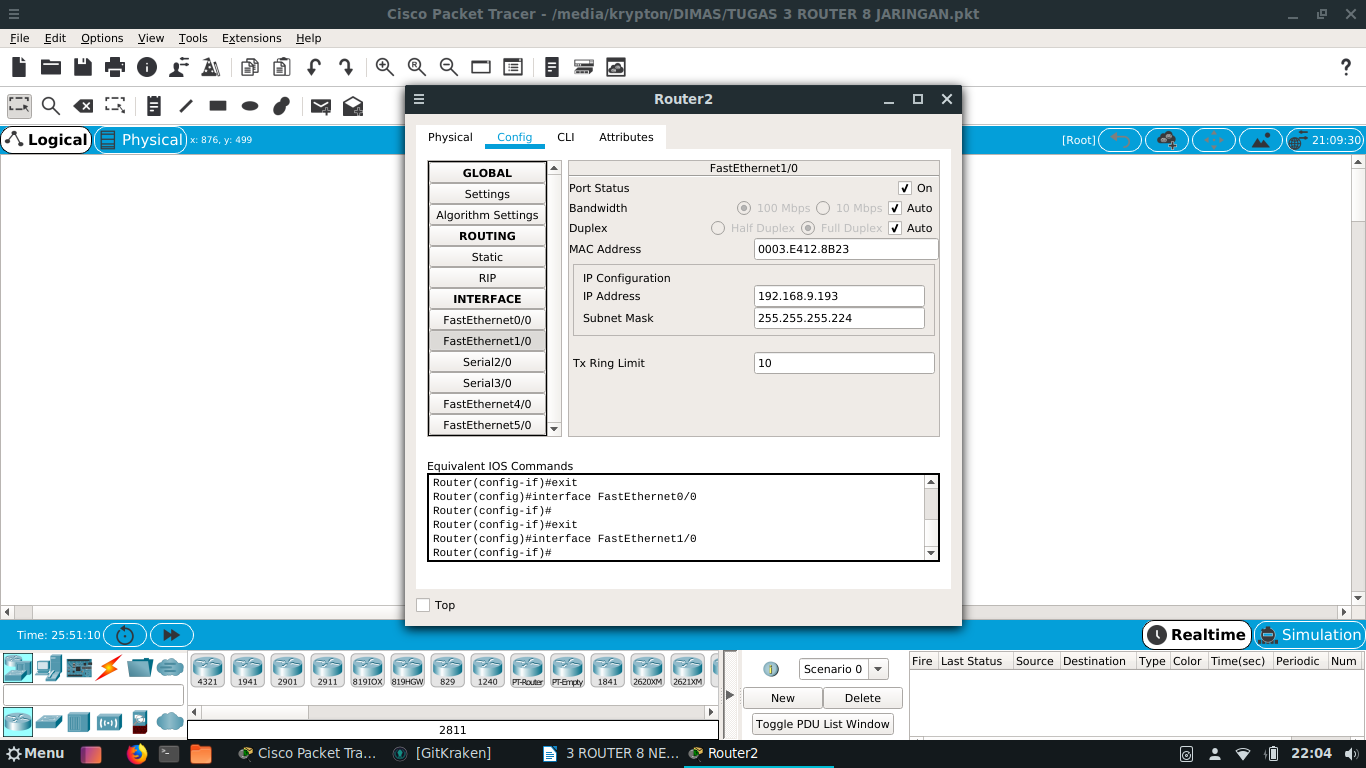 Cisco Packet Tracer - /media/krypton/DIMAS/TUGAS 3 ROUTER 8 JARINGAN.pkt
File Edit Options View Tools Extensions Help
?
Logical Physical x: 876, y: 499
[Root] 21:09:30
Router2
Physical Config CLI Attributes
GLOBAL
Settings
Algorithm Settings
ROUTING
Static
RIP
INTERFACE
FastEthernet0/0
FastEthernet1/0
Serial2/0
Serial3/0
FastEthernet4/0
FastEthernet5/0
FastEthernet1/0
Port Status On
Bandwidth 100 Mbps 10 Mbps Auto
Duplex Half Duplex Full Duplex Auto
MAC Address 0003.E412.8B23
IP Configuration
IP Address 192.168.9.193
Subnet Mask 255.255.255.224
Tx Ring Limit 10
Equivalent IOS Commands
Router(config-if)#exit
Router(config)#interface FastEthernet0/0
Router(config-if)#
Router(config-if)#exit
Router(config)#interface FastEthernet1/0
Router(config-if)#
Top
Time: 25:51:10
Realtime Simulation
4321 1941 2901 2911 819IOX 819HGW 829 1240 PT-Router PT-Empty 1841 2620XM 2621XM
2811
Scenario 0
New Delete
Toggle PDU List Window
Fire Last Status Source Destination Type Color Time(sec) Periodic Num
Menu Cisco Packet Tra... [GitKraken] 3 ROUTER 8 NE... Router2 22:04